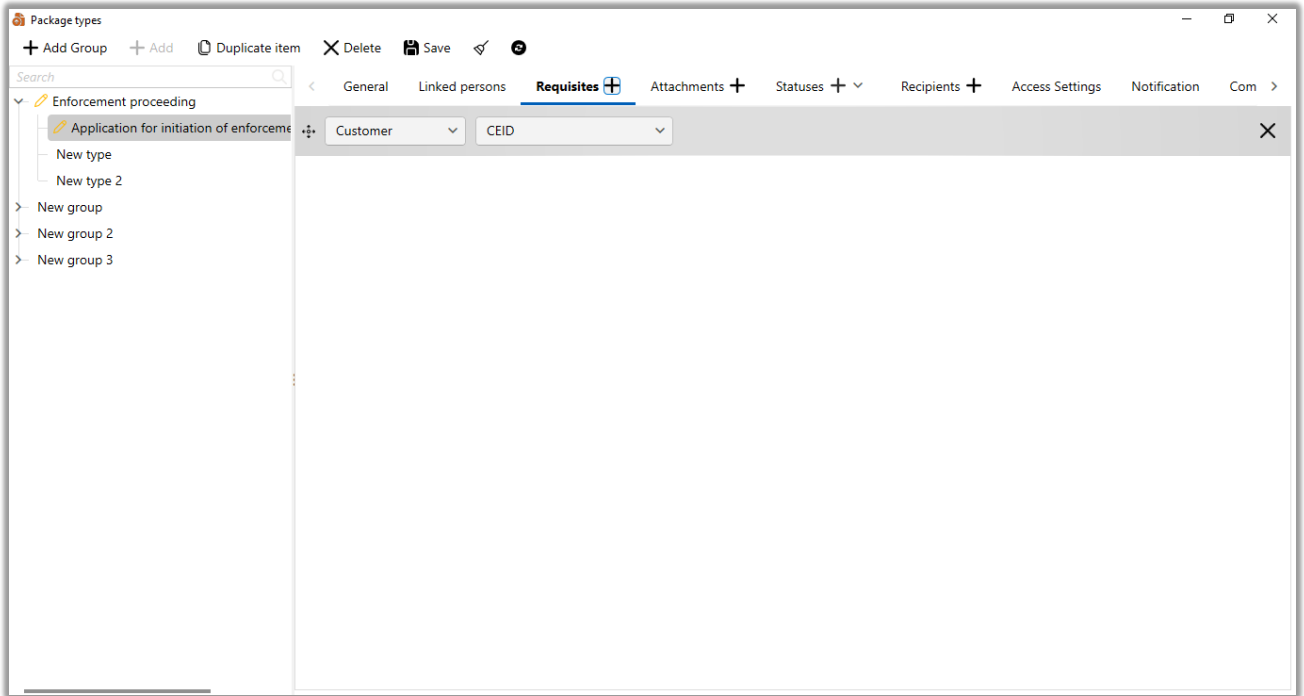 Package types
Add Group Add Duplicate item Delete Save
Search
General Linked persons Requisites Attachments Statuses Recipients Access Settings Notification Com
Enforcement proceeding
Application for initiation of enforceme
Customer CEID
New type
New type 2
New group
New group 2
New group 3